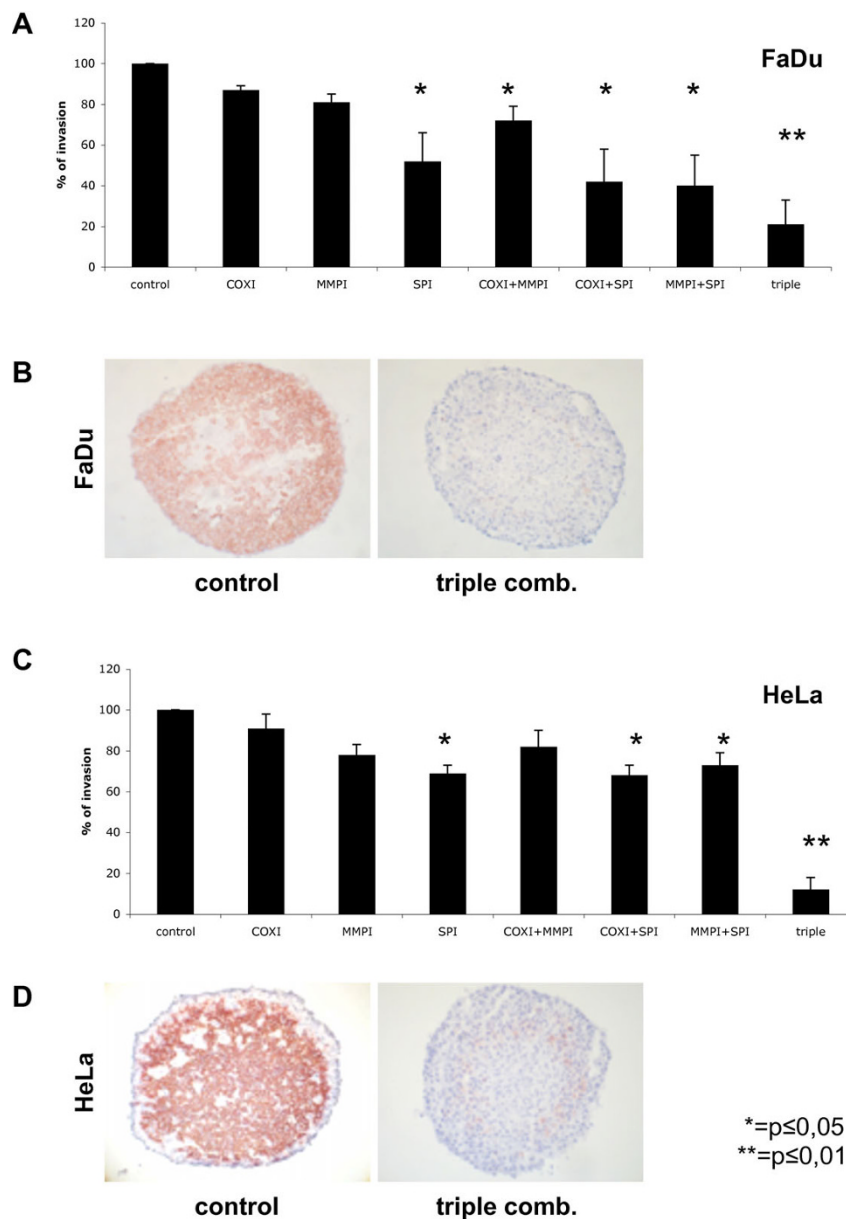 A
FaDu
% of invasion
120
100
80
60
40
20
0
* * * * **
control COXI MMPI SPI COXI+MMPI COXI+SPI MMPI+SPI triple
B
FaDu
control triple comb.
C
HeLa
% of invasion
120
100
80
60
40
20
0
* * * **
control COXI MMPI SPI COXI+MMPI COXI+SPI MMPI+SPI triple
D
HeLa
control triple comb.
*=p≤0,05
**=p≤0,01